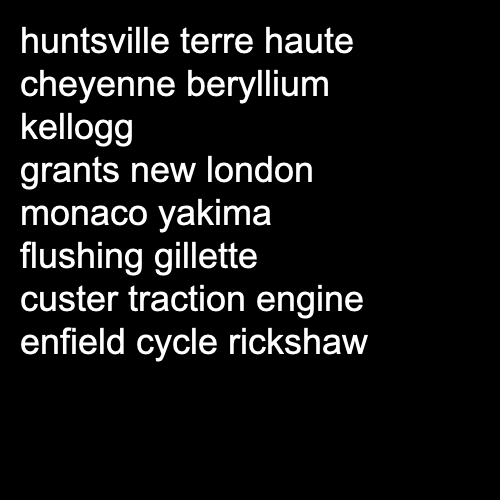 huntsville terre haute
cheyenne beryllium
kellogg
grants new london
monaco yakima
flushing gillette
custer traction engine
enfield cycle rickshaw